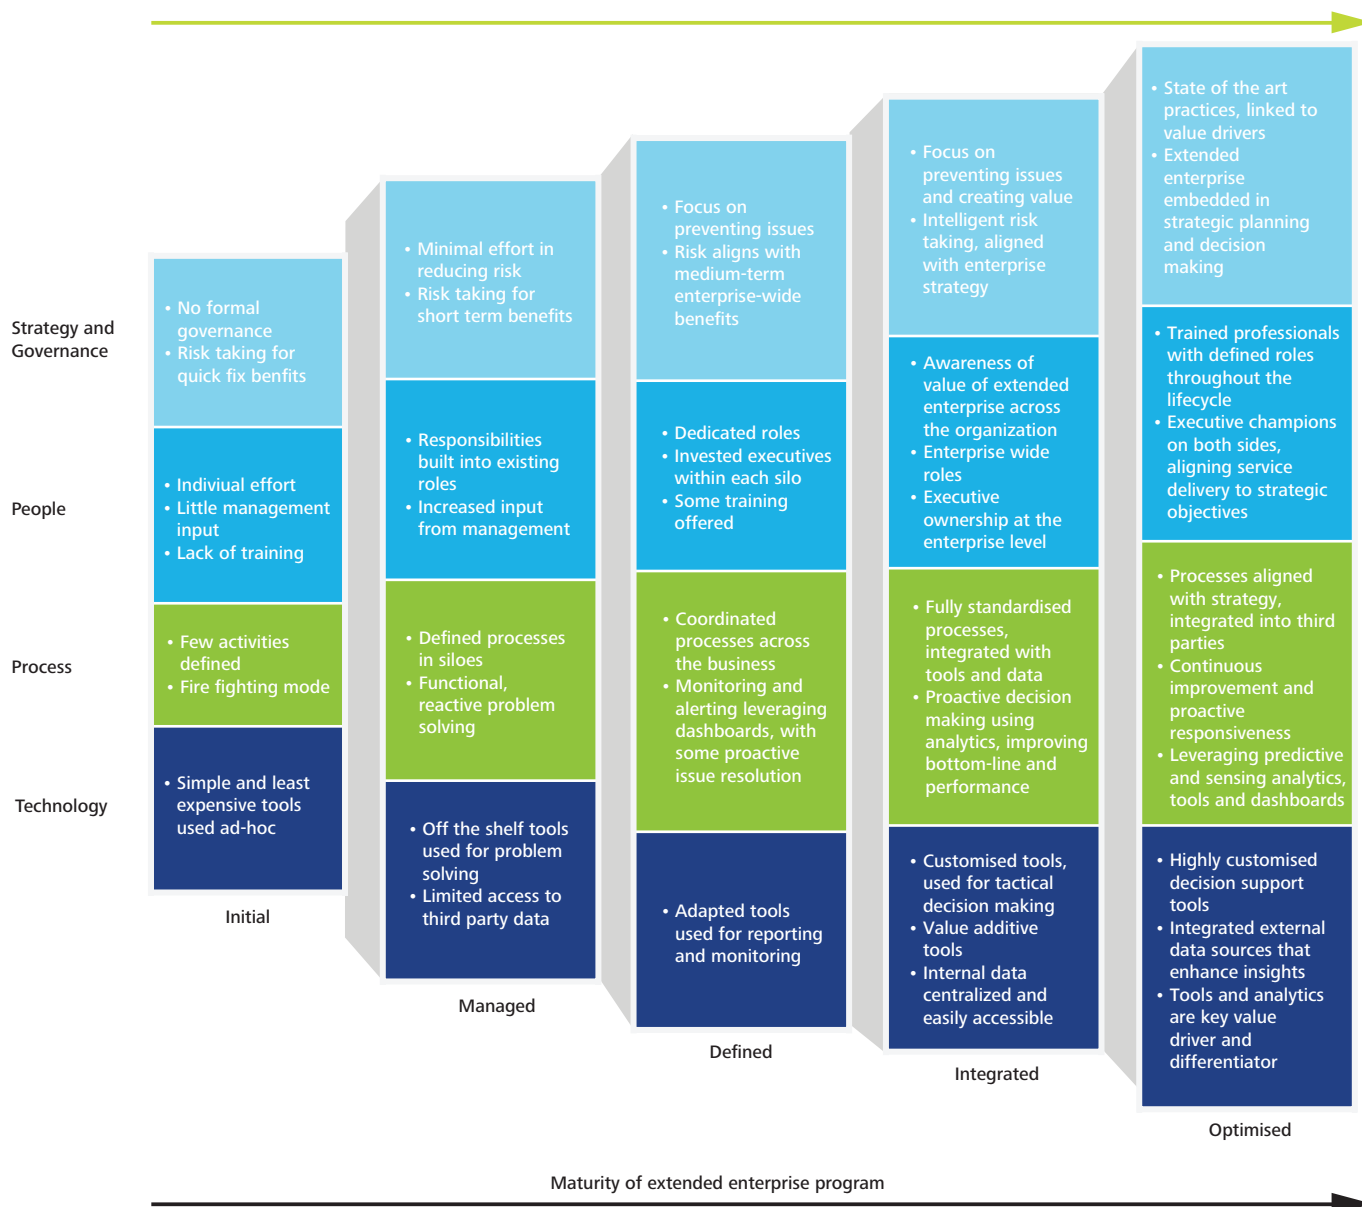 Strategy and
Governance
People
Process
Technology
• No formal
governance
• Risk taking for
quick fix benfits
• Indiviual effort
• Little management
input
• Lack of training
• Few activities
defined
• Fire fighting mode
• Simple and least
expensive tools
used ad-hoc
Initial
• Minimal effort in
reducing risk
• Risk taking for
short term benefits
• Responsibilities
built into existing
roles
• Increased input
from management
• Defined processes
in siloes
• Functional,
reactive problem
solving
• Off the shelf tools
used for problem
solving
• Limited access to
third party data
Managed
• Focus on
preventing issues
• Risk aligns with
medium-term
enterprise-wide
benefits
• Dedicated roles
• Invested executives
within each silo
• Some training
offered
• Coordinated
processes across
the business
• Monitoring and
alerting leveraging
dashboards, with
some proactive
issue resolution
• Adapted tools
used for reporting
and monitoring
Defined
• Focus on
preventing issues
and creating value
• Intelligent risk
taking, aligned
with enterprise
strategy
• Awareness of
value of extended
enterprise across
the organization
• Enterprise wide
roles
• Executive
ownership at the
enterprise level
• Fully standardised
processes,
integrated with
tools and data
• Proactive decision
making using
analytics, improving
bottom-line and
performance
• Customised tools,
used for tactical
decision making
• Value additive
tools
• Internal data
centralized and
easily accessible
Integrated
• State of the art
practices, linked to
value drivers
• Extended
enterprise
embedded in
strategic planning
and decision
making
• Trained professionals
with defined roles
throughout the
lifecycle
• Executive champions
on both sides,
aligning service
delivery to strategic
objectives
• Processes aligned
with strategy,
integrated into third
parties
• Continuous
improvement and
proactive
responsiveness
• Leveraging predictive
and sensing analytics,
tools and dashboards
• Highly customised
decision support
tools
• Integrated external
data sources that
enhance insights
• Tools and analytics
are key value
driver and
differentiator
Optimised
Maturity of extended enterprise program